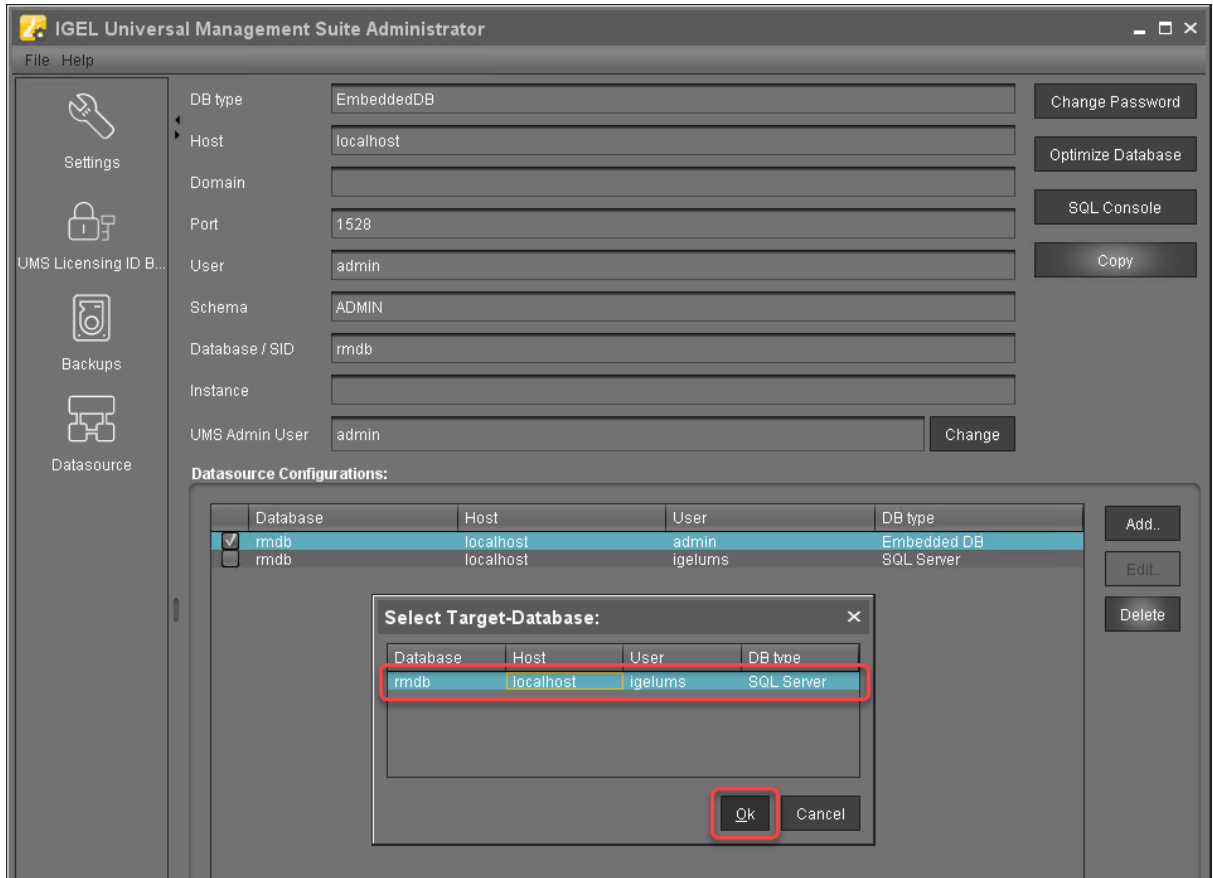 IGEL Universal Management Suite Administrator
File Help
Settings
UMS Licensing ID B...
Backups
Datasource
DB type EmbeddedDB
Host localhost
Domain
Port 1528
User admin
Schema ADMIN
Database / SID rmdb
Instance
UMS Admin User admin Change
Change Password
Optimize Database
SQL Console
Copy
Datasource Configurations:
Database Host User DB type
rmdb localhost admin Embedded DB
rmdb localhost igelums SQL Server
Add..
Edit..
Delete
Select Target-Database:
Database Host User DB type
rmdb localhost igelums SQL Server
Ok Cancel